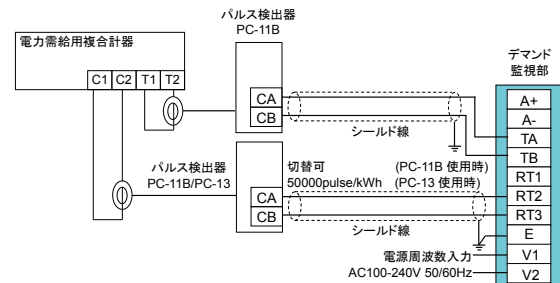 パルス検出器
PC-11B
電力需給用複合計器
C1 C2 T1 T2
CA
CB
シールド線
デマンド
監視部
パルス検出器
PC-11B/PC-13
切替可 (PC-11B 使用時)
50000pulse/kWh (PC-13 使用時)
CA
CB
シールド線
電源周波数入力
AC100-240V 50/60Hz
A+
A-
TA
TB
RT1
RT2
RT3
E
V1
V2